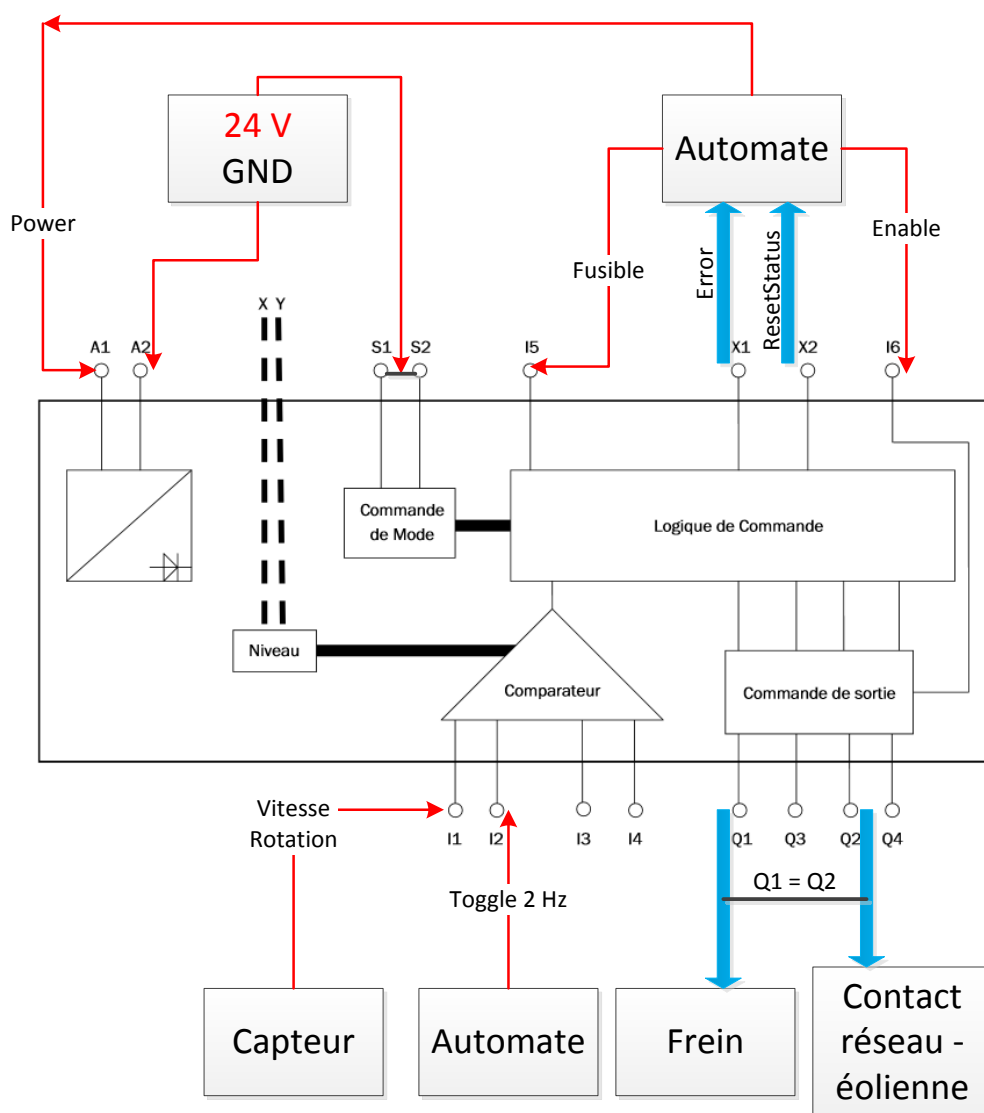 24 V
GND
Automate
Power
Fusible
Error
ResetStatus
Enable
X Y
A1 A2 S1 S2 I5 X1 X2 I6
Commande
de Mode
Logique de Commande
Niveau
Comparateur
Commande de sortie
Vitesse
Rotation
I1 I2 I3 I4 Q1 Q3 Q2 Q4
Toggle 2 Hz
Q1 = Q2
Capteur
Automate
Frein
Contact
réseau -
éolienne